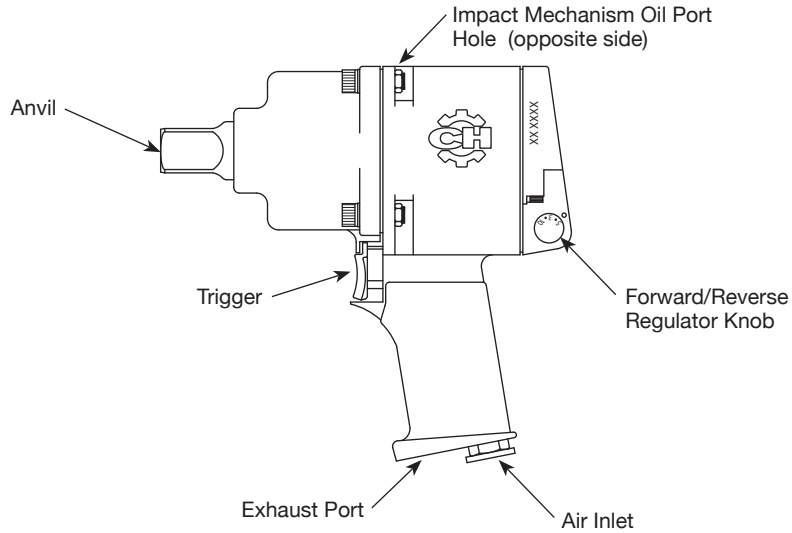 Impact Mechanism Oil Port
Hole (opposite side)
Anvil
XX XXXX
Trigger
Forward/Reverse
Regulator Knob
Exhaust Port
Air Inlet